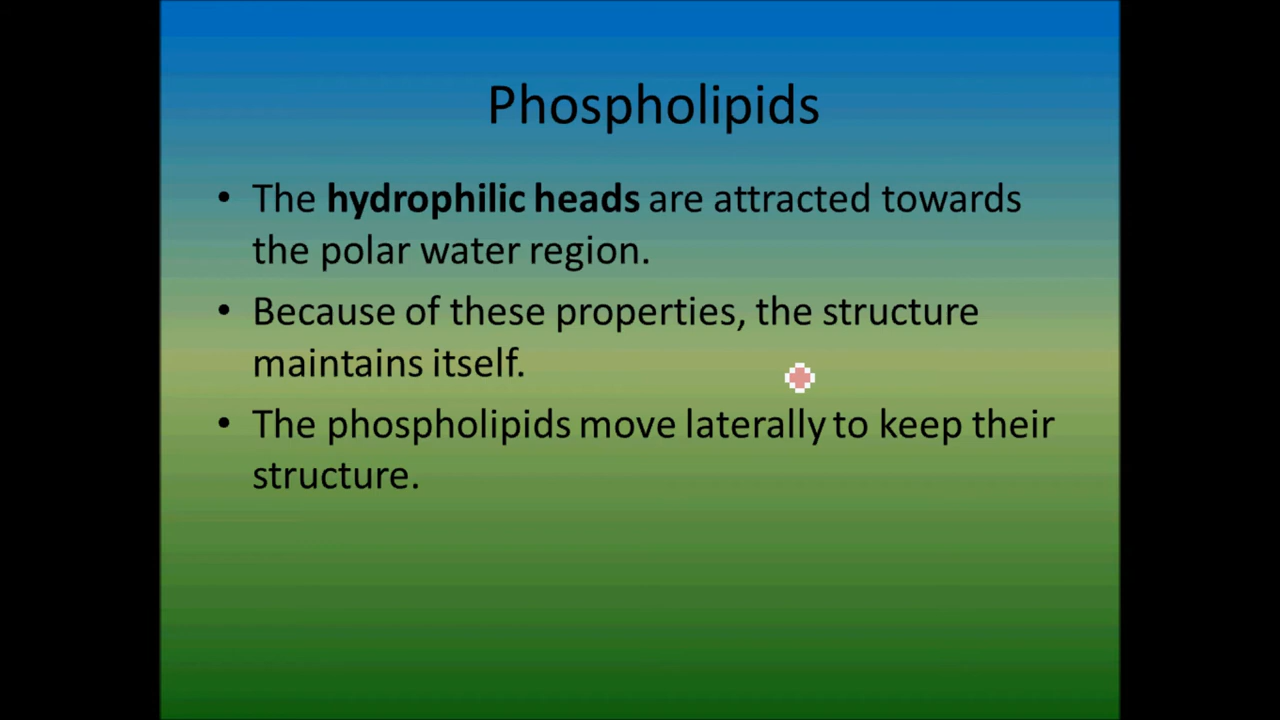 Phospholipids
• The hydrophilic heads are attracted towards
the polar water region.
• Because of these properties, the structure
maintains itself.
• The phospholipids move laterally to keep their
structure.